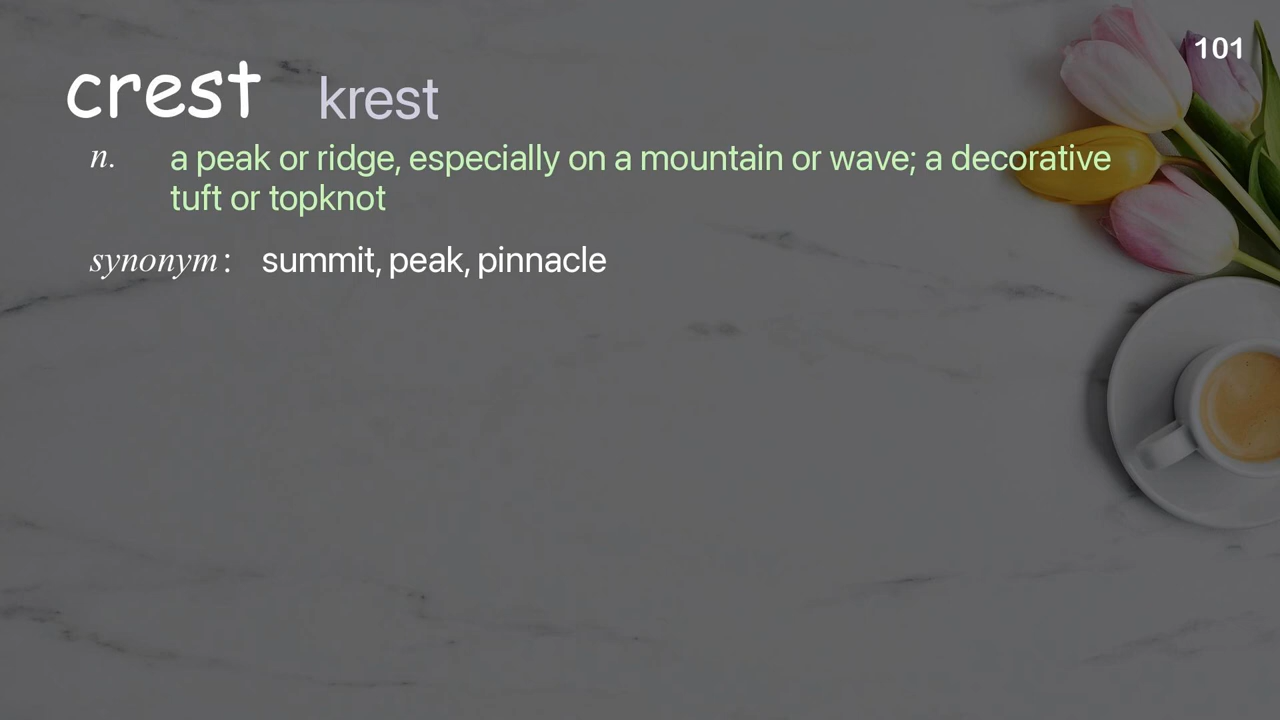 101
crest krest
n. a peak or ridge, especially on a mountain or wave; a decorative
tuft or topknot
synonym: summit, peak, pinnacle